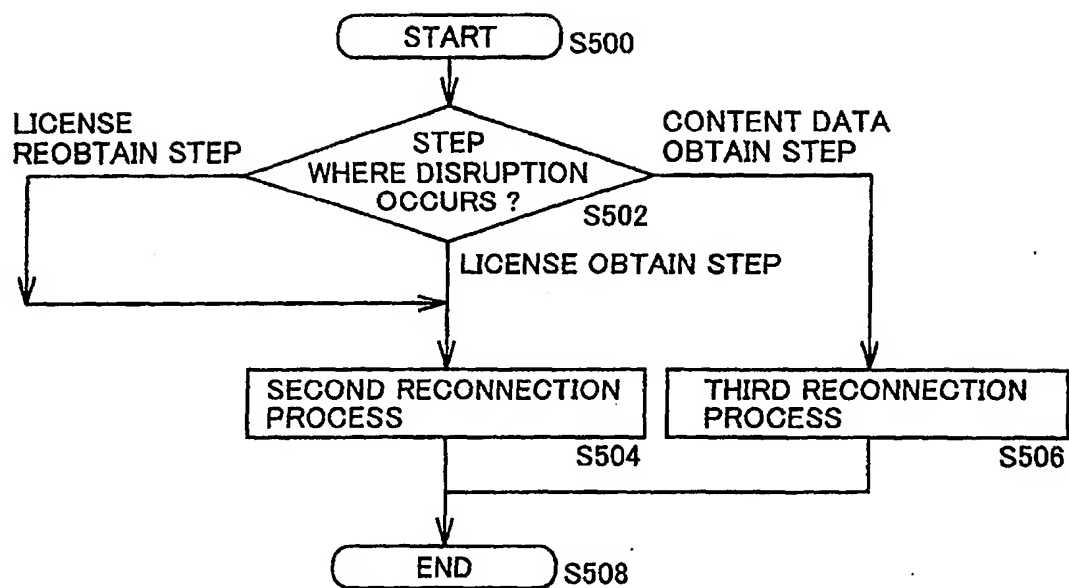 START
S500
LICENSE
REOBTAIN STEP
STEP
WHERE DISRUPTION
OCCURS ?
S502
CONTENT DATA
OBTAIN STEP
LICENSE OBTAIN STEP
SECOND RECONNECTION
PROCESS
S504
THIRD RECONNECTION
PROCESS
S506
END
S508